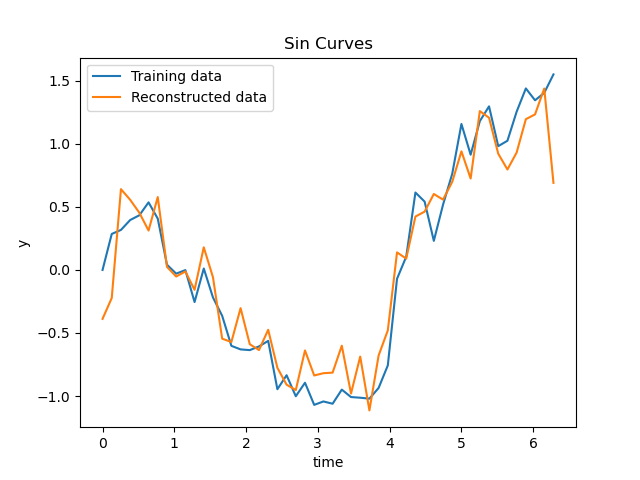 Sin Curves
Training data
Reconstructed data
1.5
1.0
0.5
0.0
−0.5
−1.0
y
0 1 2 3 4 5 6
time